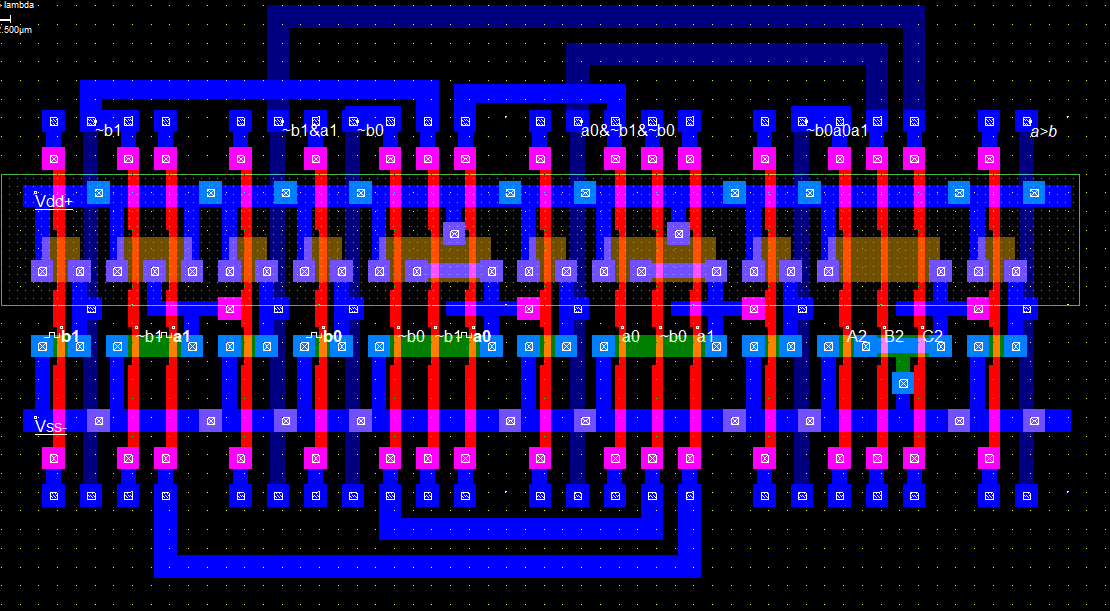 lambda
.500µm
~b1
~b1&a1
~b0
a0&~b1&~b0
~b0a0a1
a>b
Vdd+
b1
~b1
a1
b0
~b0
~b1
a0
a0
~b0
a1
A2
B2
C2
Vss-